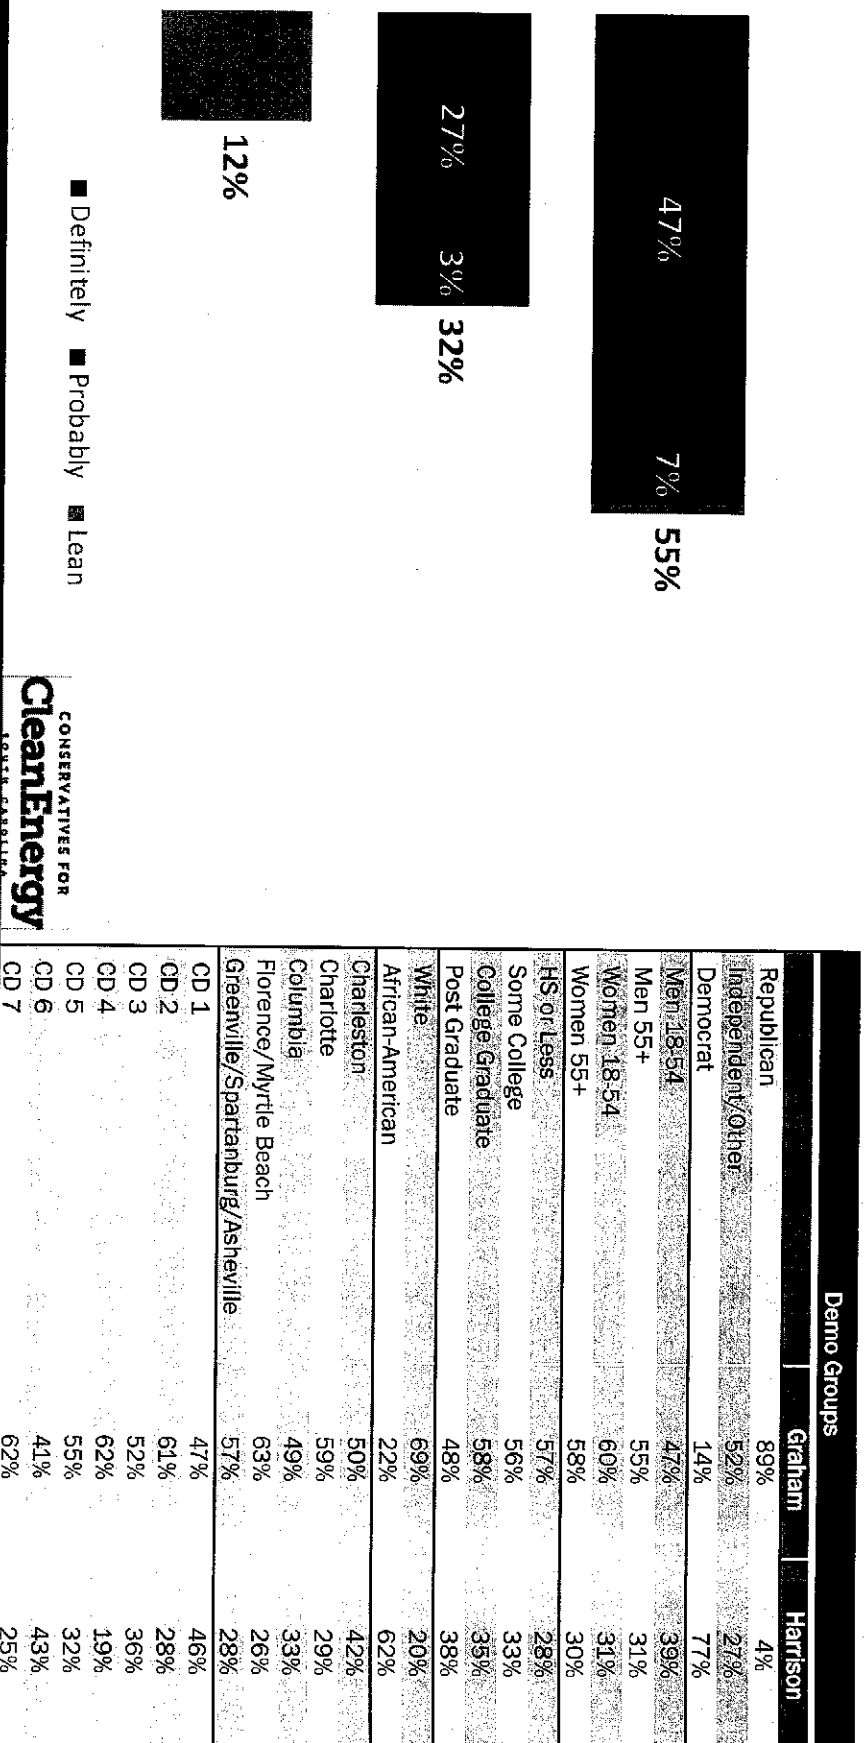 47% 7% 55%
27% 3% 32%
12%
■ Definitely ■ Probably ■ Lean
CONSERVATIVES FOR
CleanEnergy
SOUTH CAROLINA
Demo Groups
Graham Harrison
Republican 89% 4%
Independent/Other 52% 27%
Democrat 14% 77%
Men 18-54 47% 39%
Men 55+ 55% 31%
Women 18-54 60% 31%
Women 55+ 58% 30%
HS or Less 57% 28%
Some College 56% 33%
College Graduate 58% 35%
Post Graduate 48% 38%
White 69% 20%
African-American 22% 62%
Charleston 50% 42%
Charlotte 59% 29%
Columbia 49% 33%
Florence/Myrtle Beach 63% 26%
Greenville/Spartanburg/Asheville 57% 28%
CD 1 47% 46%
CD 2 61% 28%
CD 3 52% 36%
CD 4 62% 19%
CD 5 55% 32%
CD 6 41% 43%
CD 7 62% 25%